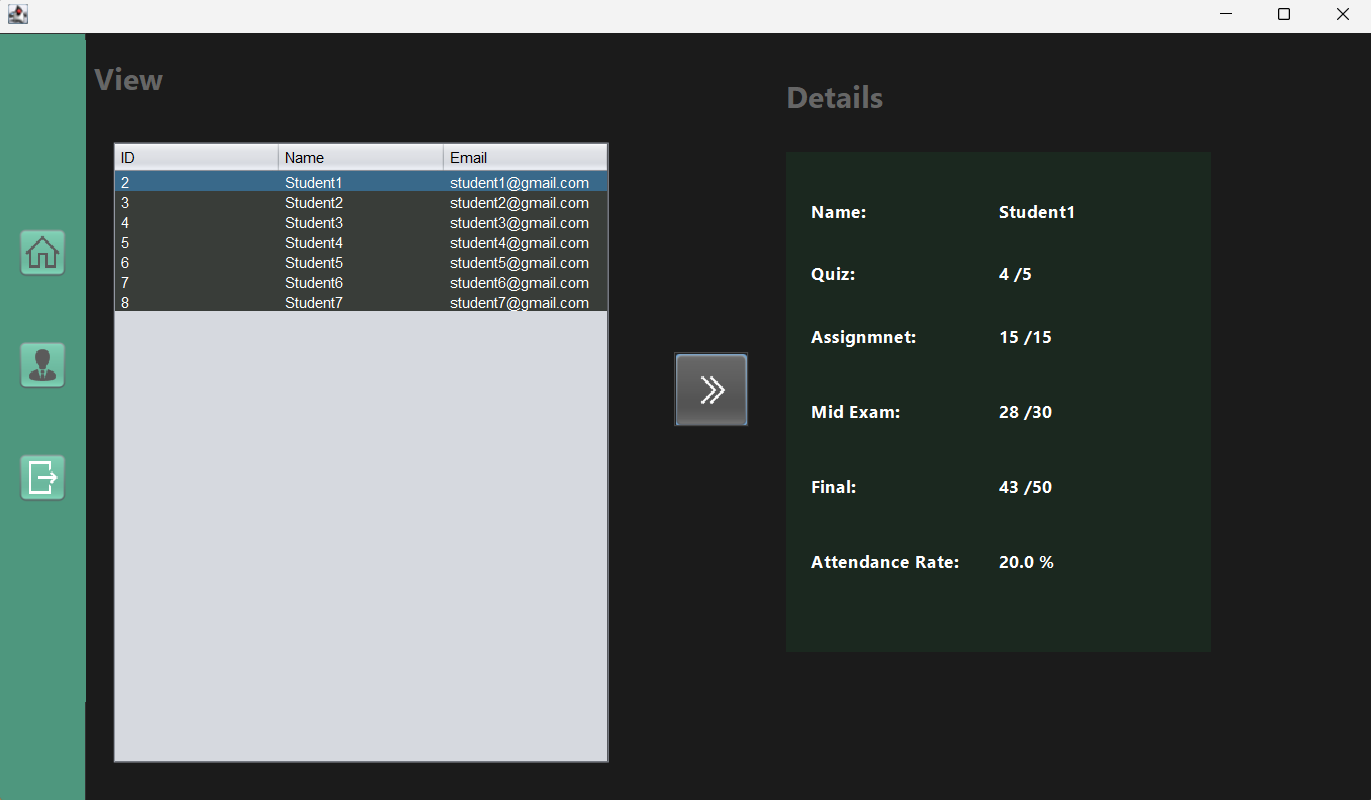 View
ID Name Email
2 Student1 student1@gmail.com
3 Student2 student2@gmail.com
4 Student3 student3@gmail.com
5 Student4 student4@gmail.com
6 Student5 student5@gmail.com
7 Student6 student6@gmail.com
8 Student7 student7@gmail.com
Details
Name: Student1
Quiz: 4 /5
Assignmnet: 15 /15
Mid Exam: 28 /30
Final: 43 /50
Attendance Rate: 20.0 %